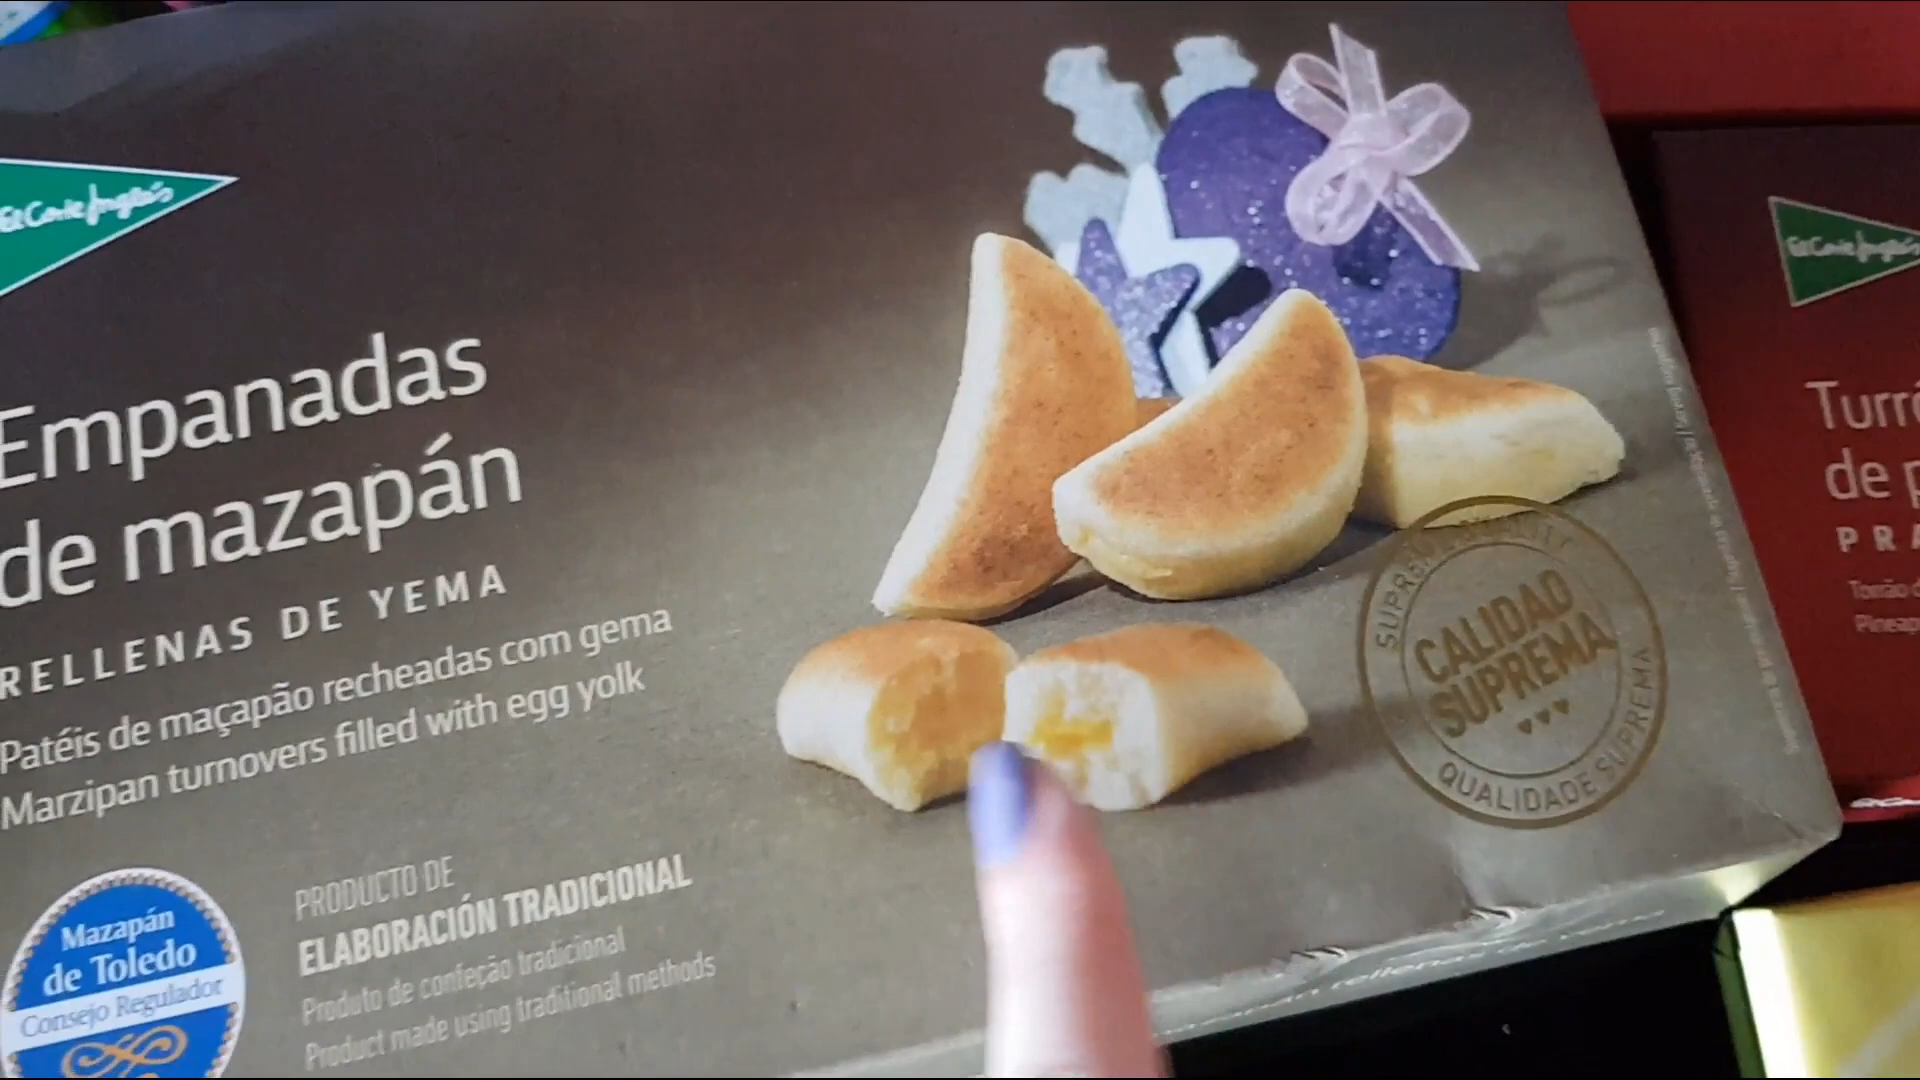 El Corte Inglés
Empanadas
de mazapán
RELLENAS DE YEMA
Patéis de maçapão recheadas com gema
Marzipan turnovers filled with egg yolk
PRODUCTO DE
ELABORACIÓN TRADICIONAL
Produto de confeção tradicional
Product made using traditional methods
Mazapán
de Toledo
Consejo Regulador
SUPREME QUALITY
CALIDAD
SUPREMA
QUALIDADE SUPREMA
El Corte Inglés
de